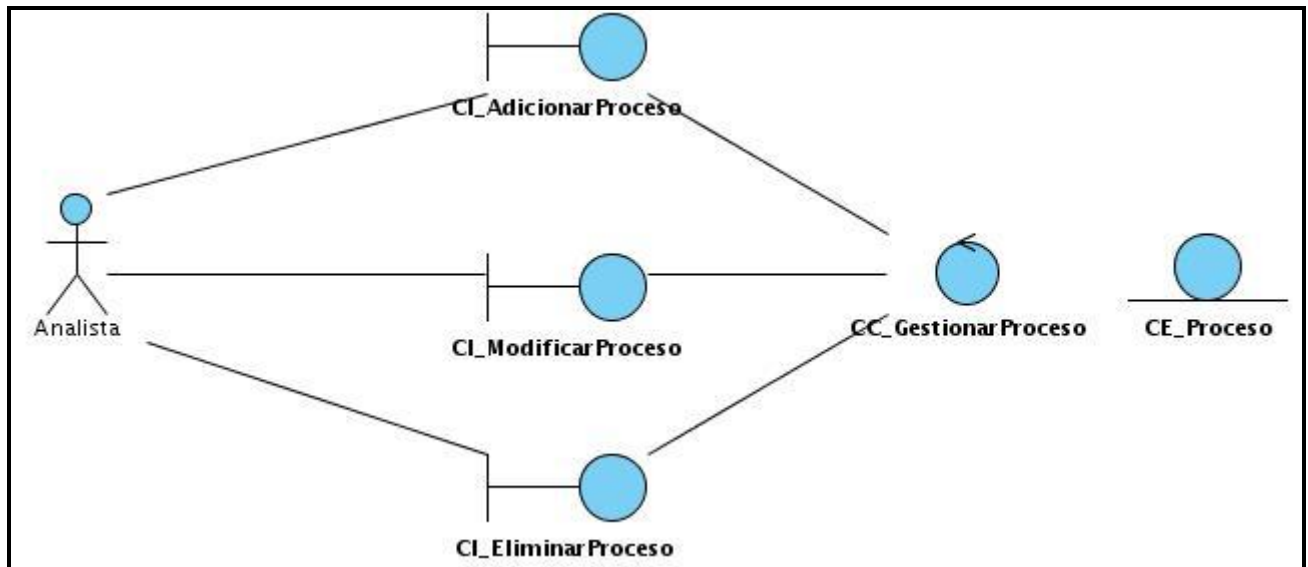 CI_AdicionarProceso
Analista
CI_ModificarProceso
CC_GestionarProceso
CE_Proceso
CI_EliminarProceso